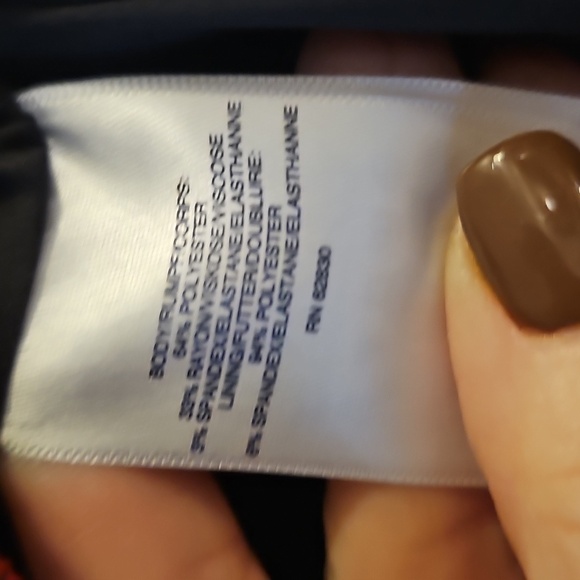 BODY/RUMPF/CORPS:
64% POLYESTER
33% RAYON/VISKOSE/VISCOSE
3% SPANDEX/ELASTANE/ELASTHANNE
LINING/FUTTER/DOUBLURE:
94% POLYESTER
6% SPANDEX/ELASTANE/ELASTHANNE
RN 62830